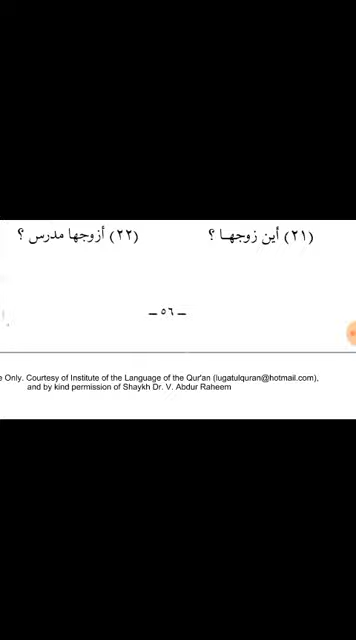 (٢١) أين زوجهـا ؟ (٢٢) أزوجها مدرس ؟
– ٥٦ –
e Only. Courtesy of Institute of the Language of the Qur'an (lugatulquran@hotmail.com),
and by kind permission of Shaykh Dr. V. Abdur Raheem